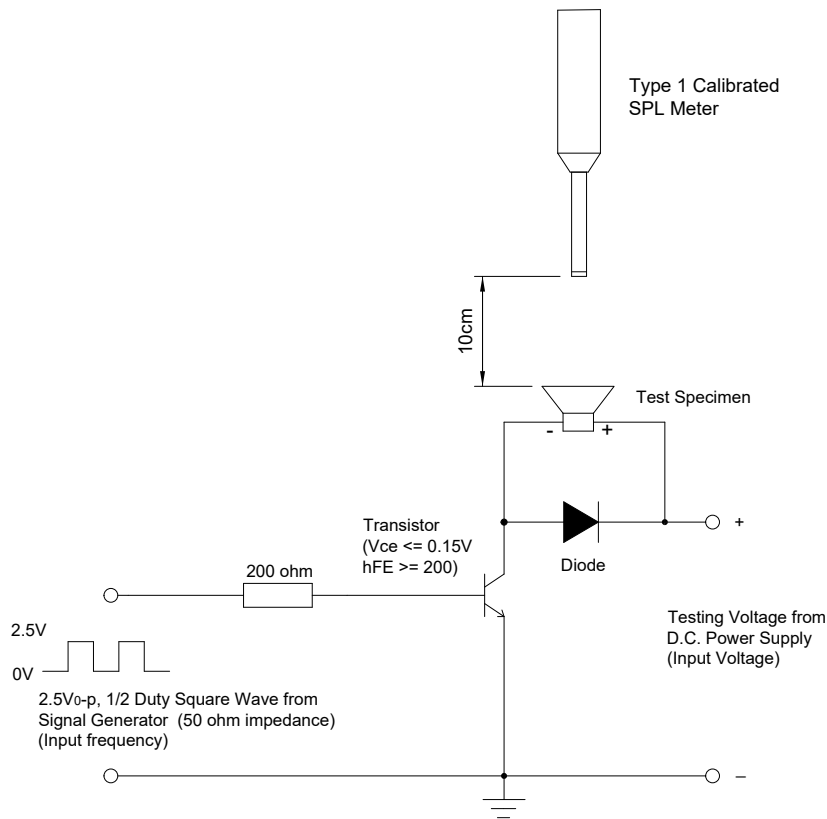 Type 1 Calibrated
SPL Meter
10cm
Test Specimen
- +
Transistor
(Vce <= 0.15V
hFE >= 200)
+
Diode
200 ohm
Testing Voltage from
D.C. Power Supply
(Input Voltage)
2.5V
0V
2.5V0-p, 1/2 Duty Square Wave from
Signal Generator (50 ohm impedance)
(Input frequency)
–